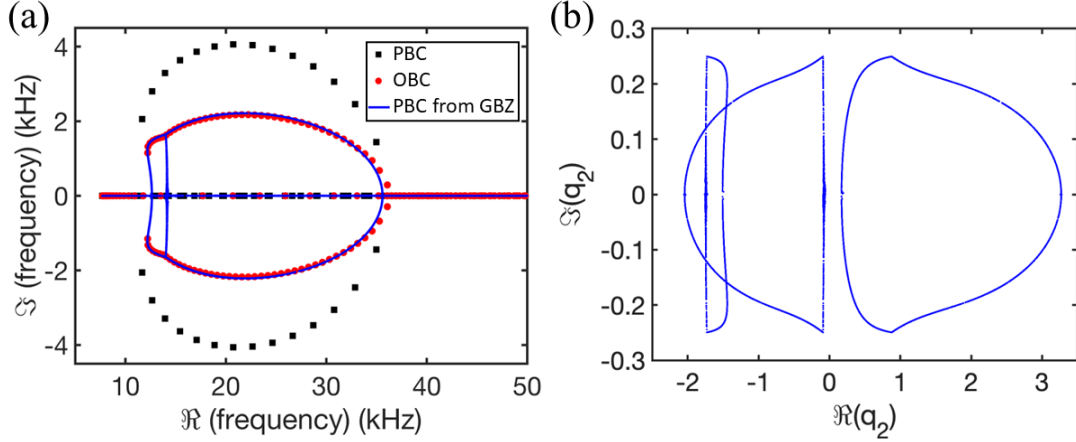 (a)
4
2
0
-2
-4
ℑ (frequency) (kHz)
10
20
30
40
50
ℜ (frequency) (kHz)
PBC
OBC
PBC from GBZ
(b)
0.3
0.2
0.1
0
-0.1
-0.2
-0.3
ℑ(q₂)
-2
-1
0
1
2
3
ℜ(q₂)